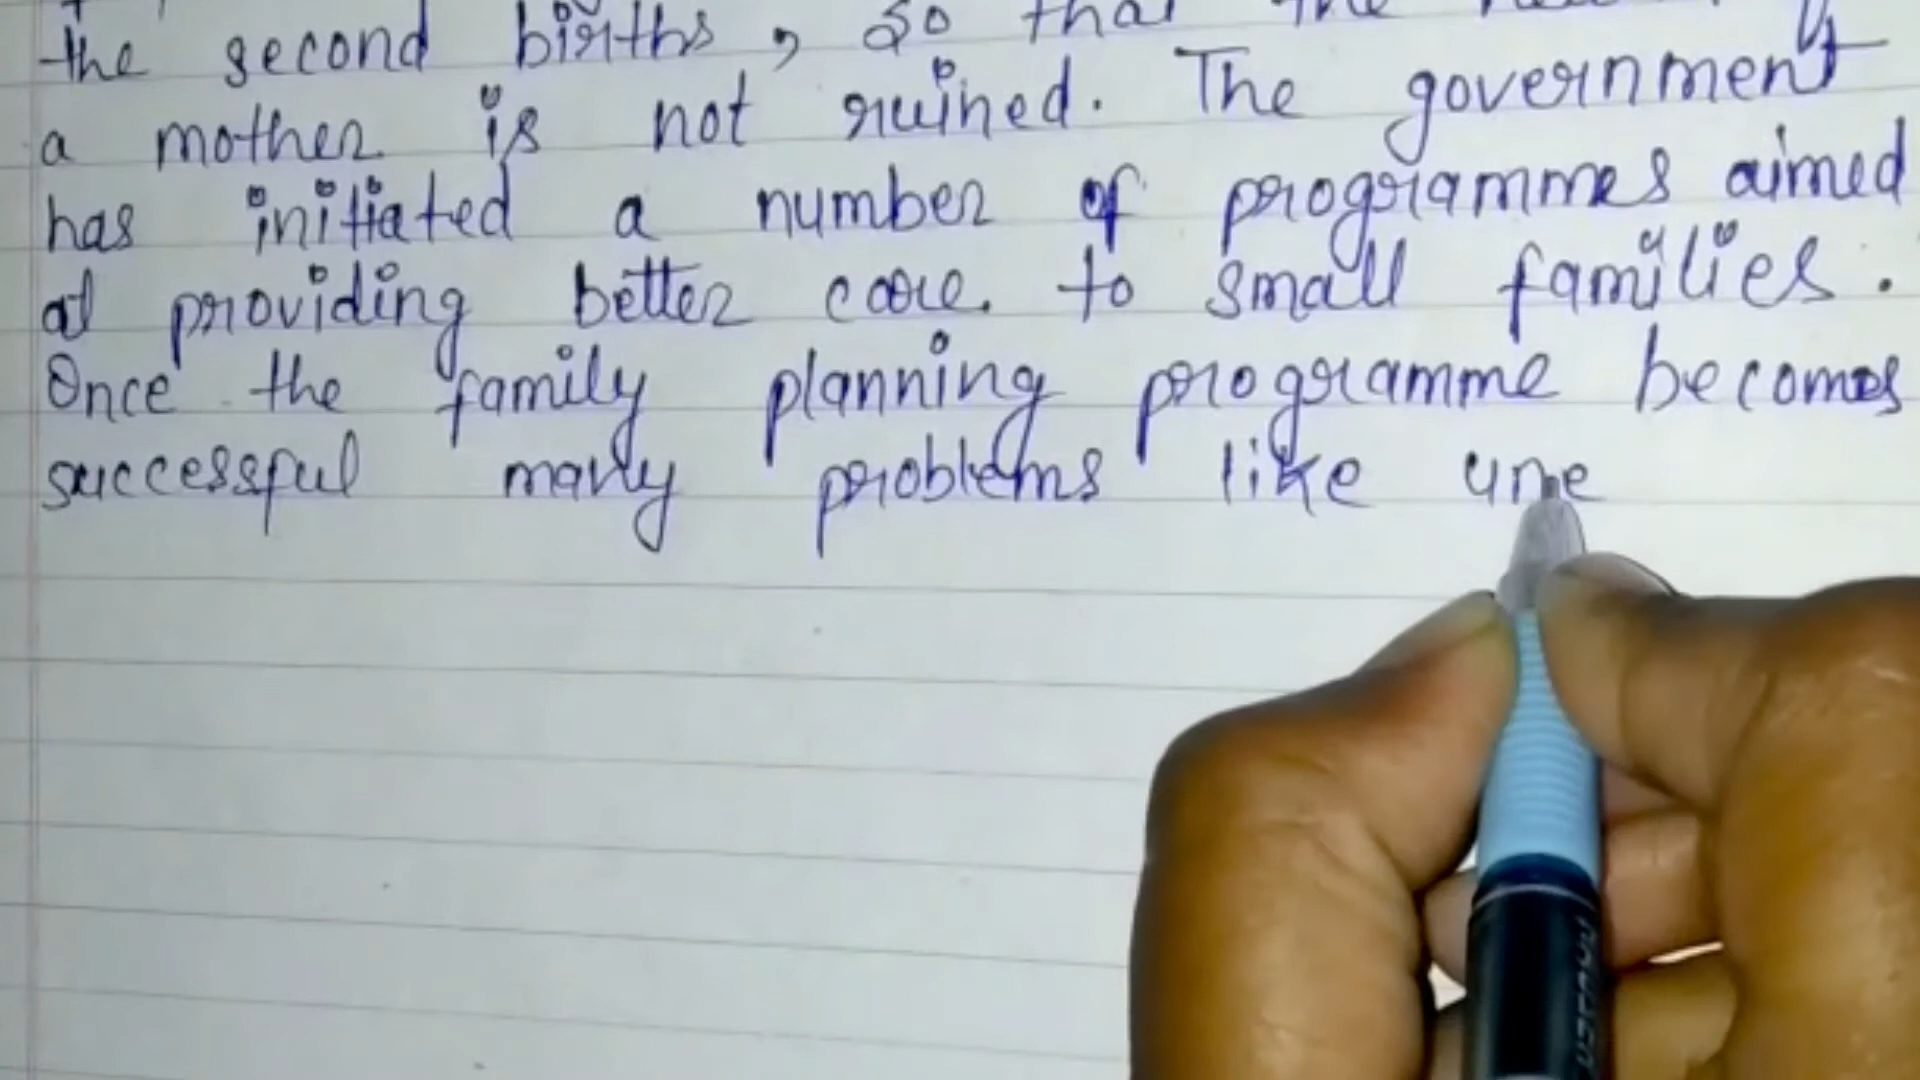 the second births, so that the
a mother is not ruined. The government
has initiated a number of programmes aimed
at providing better care. to small families.
Once the family planning programme becomes
successful many problems like une